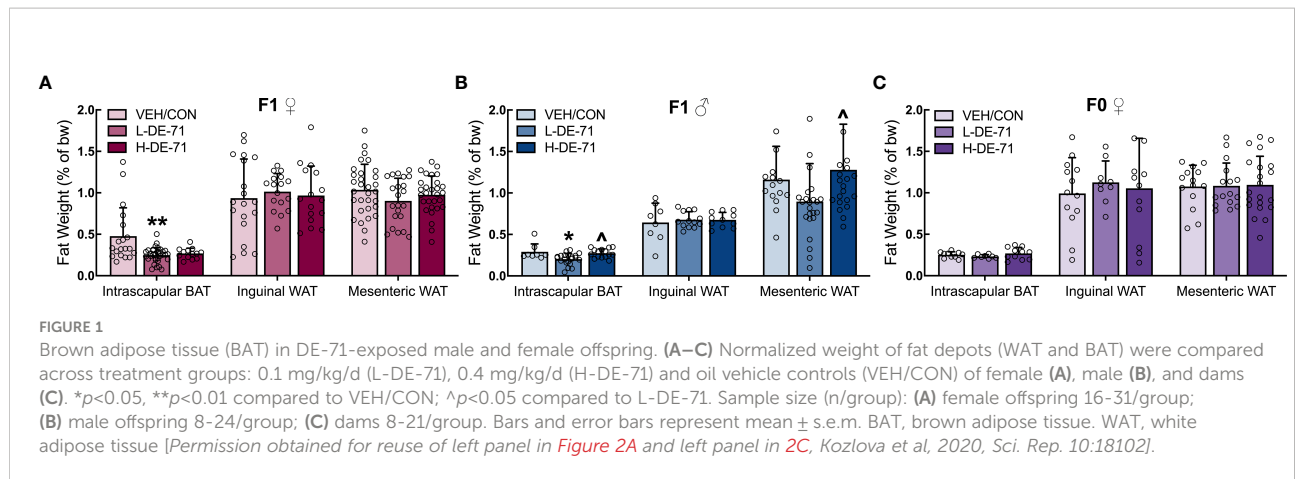 A
F1 ♀
VEH/CON
L-DE-71
H-DE-71
Fat Weight (% of bw)
2.0
1.5
1.0
0.5
0.0
**
Intrascapular BAT
Inguinal WAT
Mesenteric WAT
B
F1 ♂
VEH/CON
L-DE-71
H-DE-71
Fat Weight (% of bw)
2.0
1.5
1.0
0.5
0.0
*
^
^
Intrascapular BAT
Inguinal WAT
Mesenteric WAT
C
F0 ♀
VEH/CON
L-DE-71
H-DE-71
Fat Weight (% of bw)
2.0
1.5
1.0
0.5
0.0
Intrascapular BAT
Inguinal WAT
Mesenteric WAT
FIGURE 1
Brown adipose tissue (BAT) in DE-71-exposed male and female offspring. (A–C) Normalized weight of fat depots (WAT and BAT) were compared
across treatment groups: 0.1 mg/kg/d (L-DE-71), 0.4 mg/kg/d (H-DE-71) and oil vehicle controls (VEH/CON) of female (A), male (B), and dams
(C). *p<0.05, **p<0.01 compared to VEH/CON; ^p<0.05 compared to L-DE-71. Sample size (n/group): (A) female offspring 16-31/group;
(B) male offspring 8-24/group; (C) dams 8-21/group. Bars and error bars represent mean ± s.e.m. BAT, brown adipose tissue. WAT, white
adipose tissue [Permission obtained for reuse of left panel in Figure 2A and left panel in 2C, Kozlova et al, 2020, Sci. Rep. 10:18102].